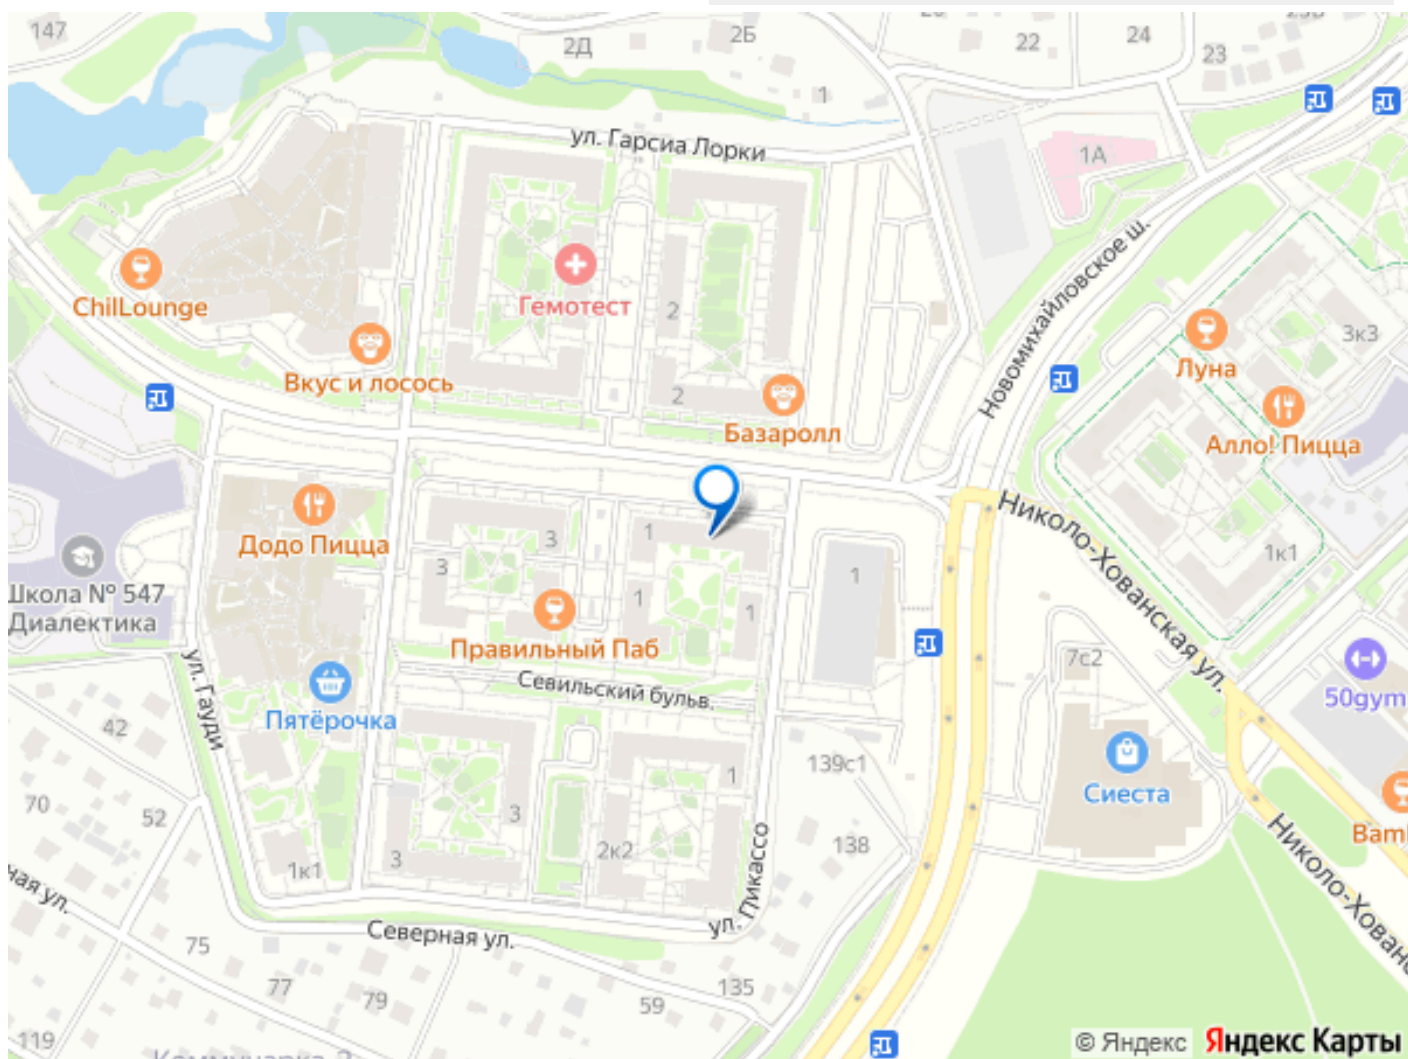 147
2Д
2Б
22
24
23
1
ул. Гарсиа Лорки
1А
Новомихайловское ш.
ChilLounge
Гемотест
2
Вкус и лосось
2
Базаролл
Луна
3к3
Алло! Пицца
Додо Пицца
3
3
1
1
1
1
Николо-Хованская ул.
1к1
Школа № 547
Диалектика
Правильный Паб
7с2
50gym
Севильский бульв.
ул. Гауди
Пятёрочка
42
70
52
1
3
3
2к2
1к1
139с1
138
Сиеста
ул. Пикассо
Северная ул.
75
77
79
59
135
119
© Яндекс
Яндекс Карты